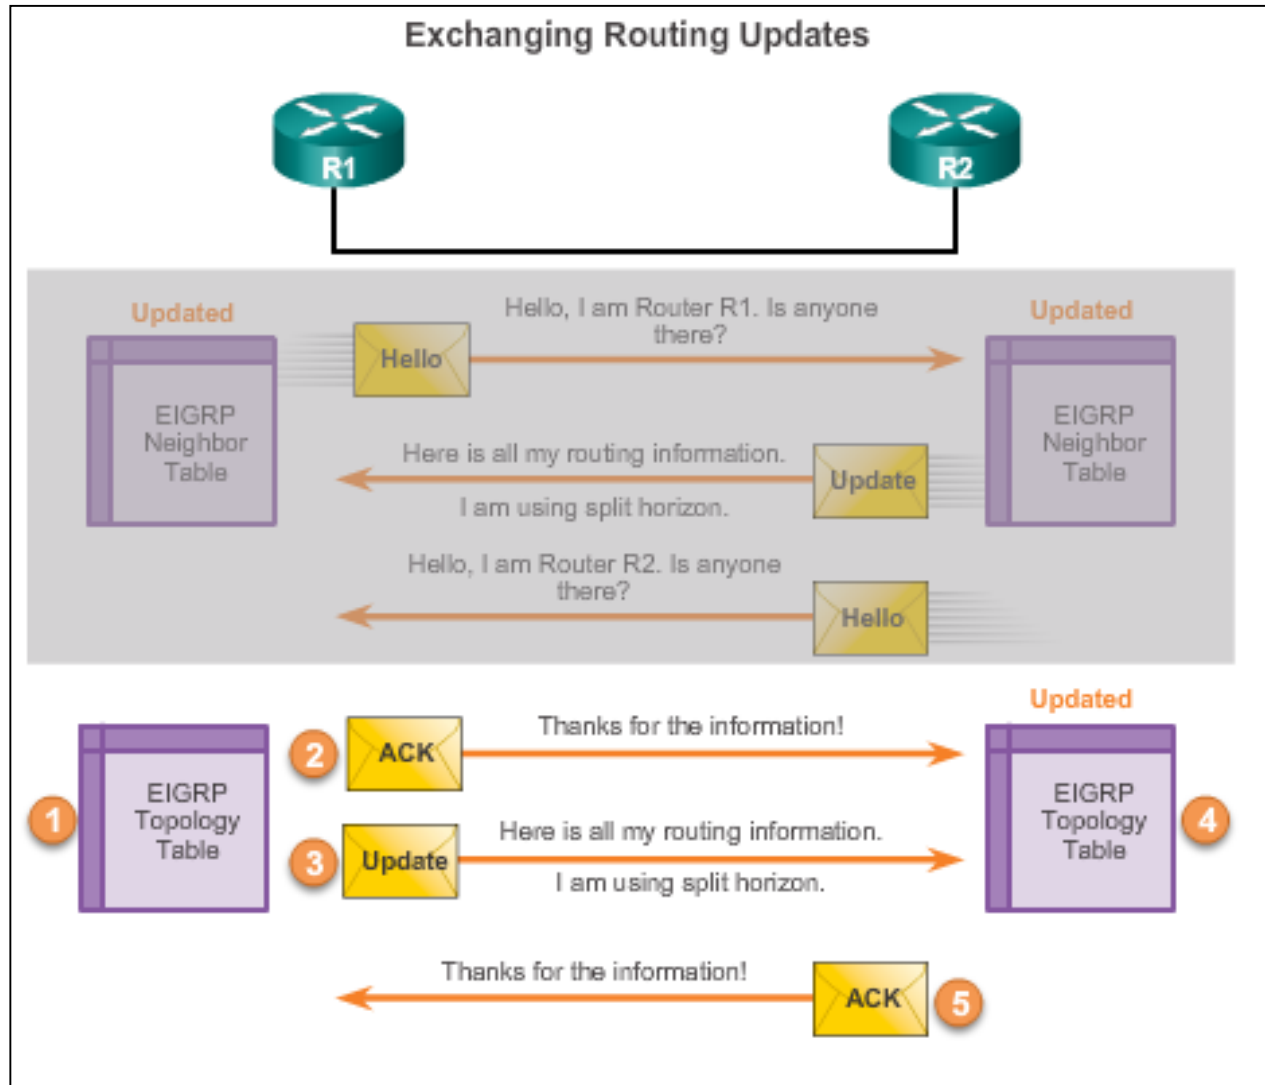 Exchanging Routing Updates
R1
R2
Updated
Hello, I am Router R1. Is anyone
there?
Updated
Hello
EIGRP
Neighbor
Table
EIGRP
Neighbor
Table
Here is all my routing information.
Update
I am using split horizon.
Hello, I am Router R2. Is anyone
there?
Hello
Updated
1
EIGRP
Topology
Table
2
ACK
Thanks for the information!
3
Update
Here is all my routing information.
I am using split horizon.
EIGRP
Topology
Table
4
Thanks for the information!
ACK
5